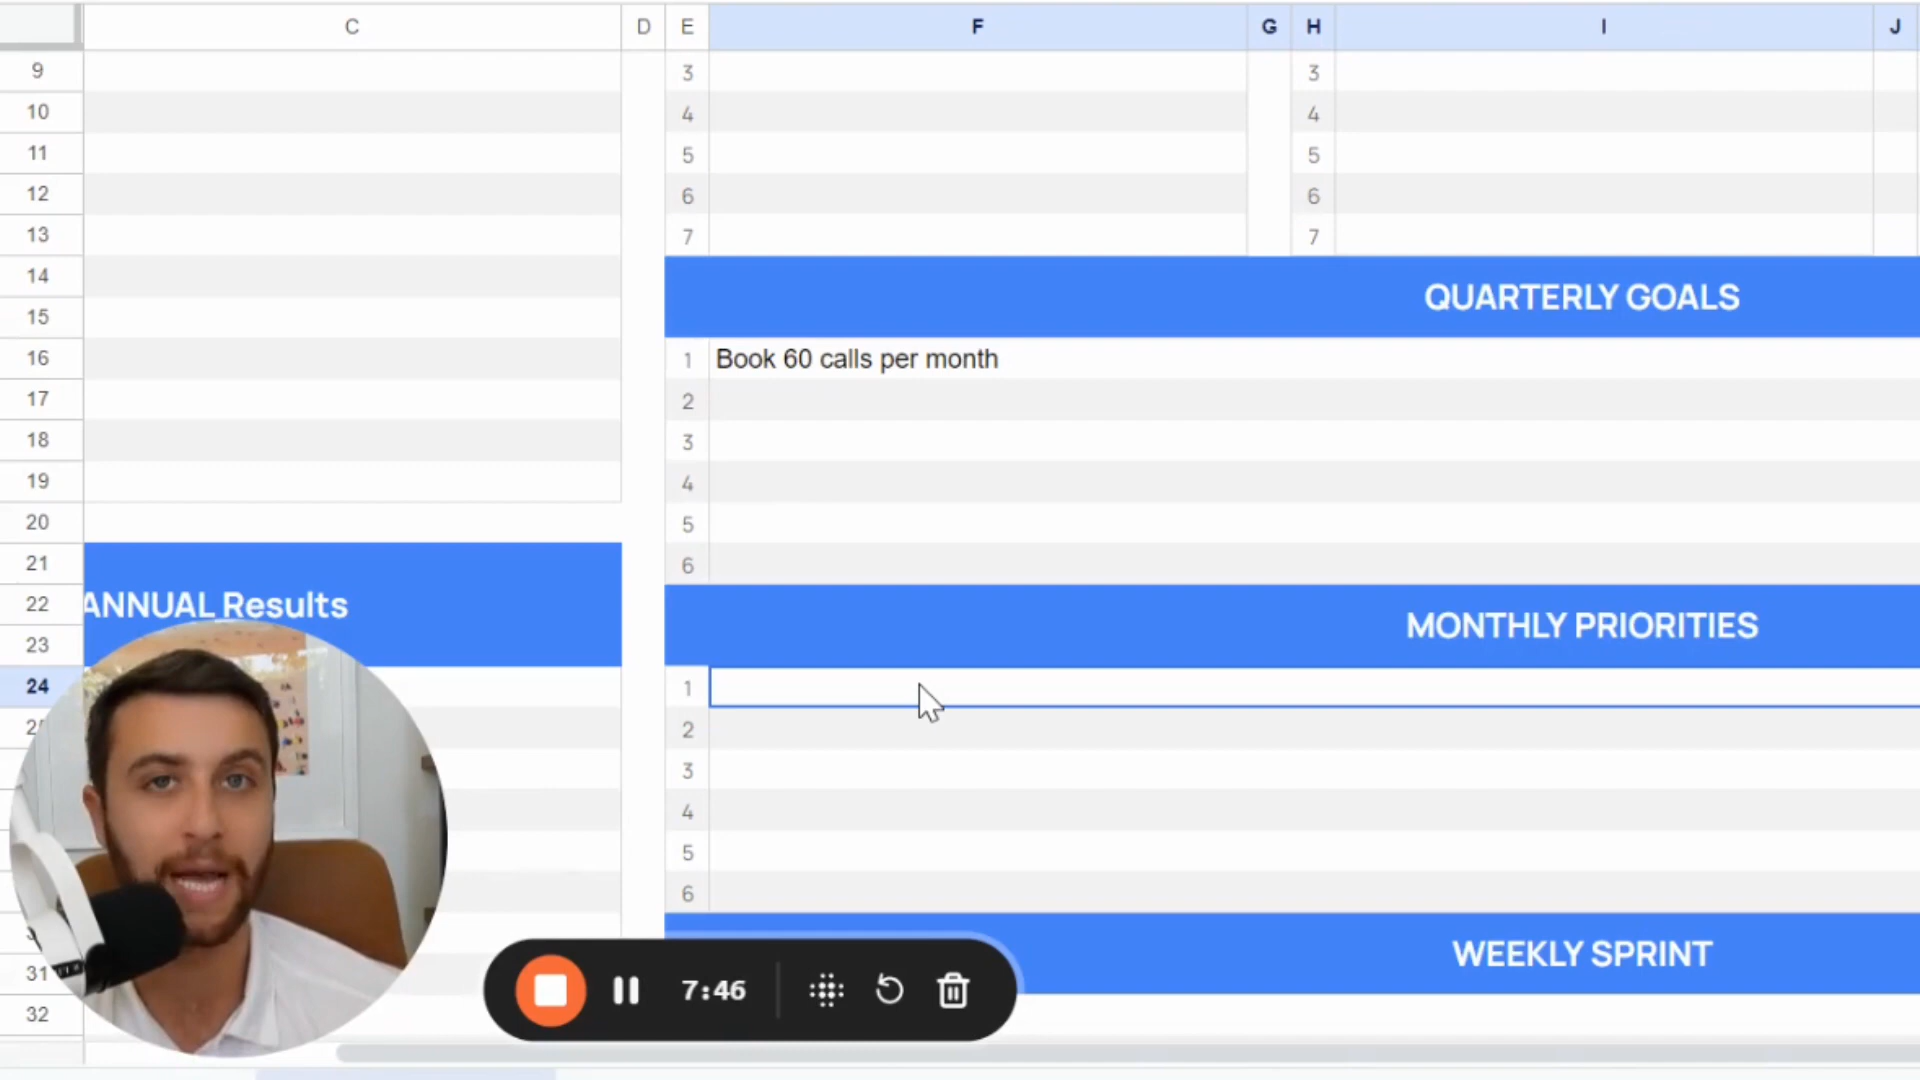 C D E F G H I J
9 3 3
10 4 4
11 5 5
12 6 6
13 7 7
14
15 QUARTERLY GOALS
16 1 Book 60 calls per month
17 2
18 3
19 4
20 5
21 6
22 ANNUAL Results MONTHLY PRIORITIES
23
24 1
2
3
4
5
6
31 WEEKLY SPRINT
7:46
32